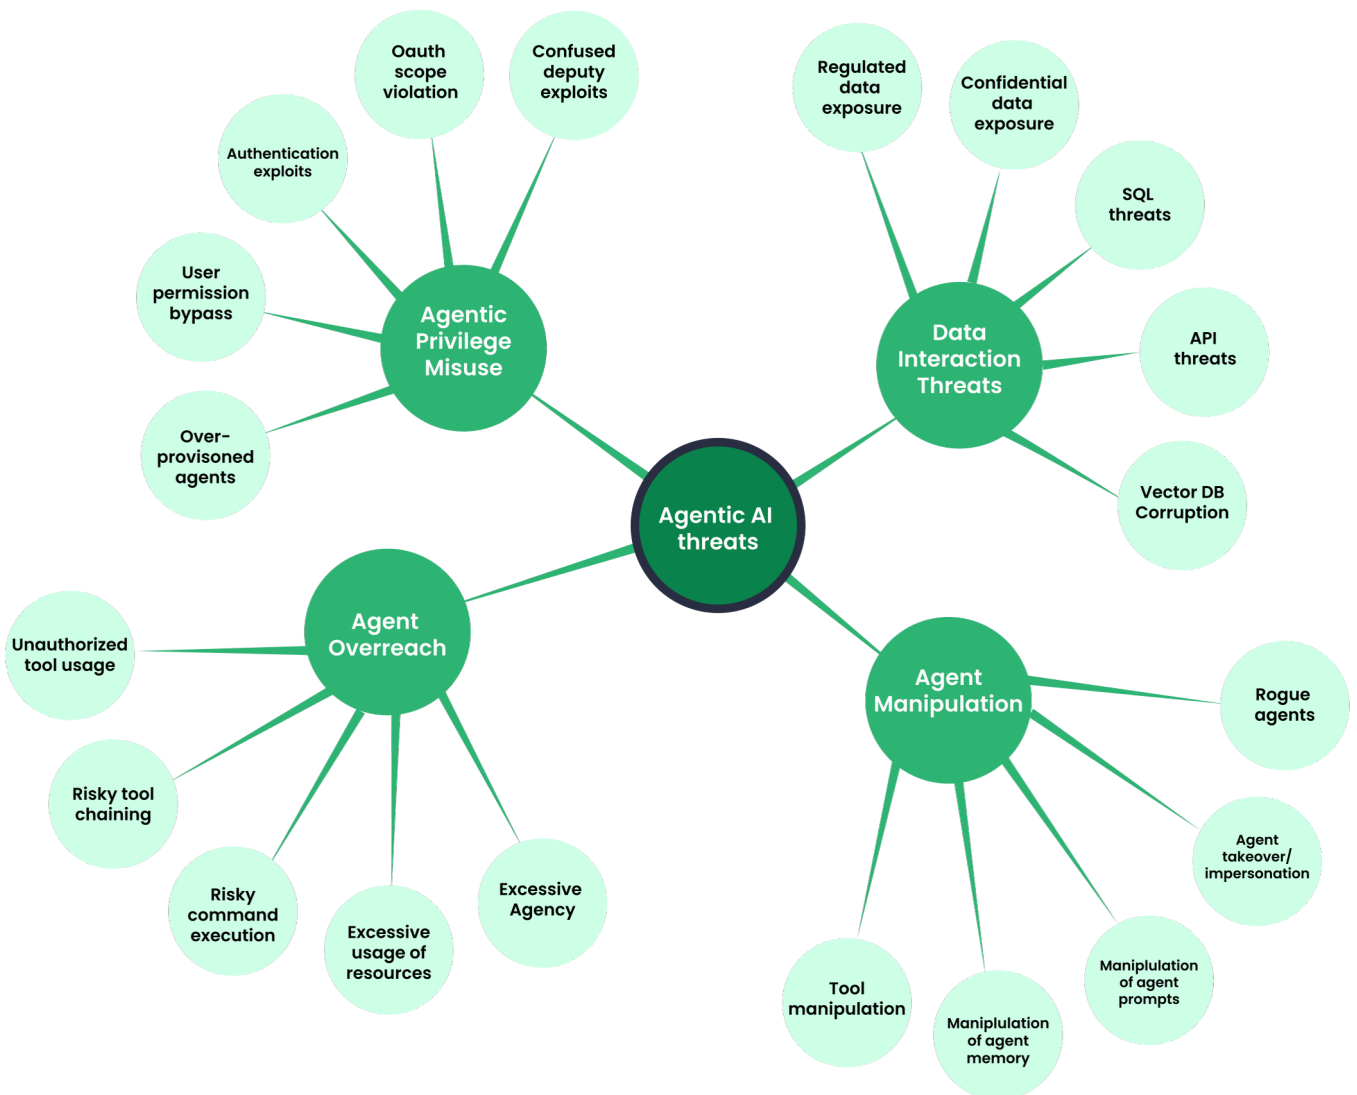 Agentic AI
threats
Agentic
Privilege
Misuse
Confused
deputy
exploits
Oauth
scope
violation
Authentication
exploits
User
permission
bypass
Over-
provisoned
agents
Data
Interaction
Threats
Regulated
data
exposure
Confidential
data
exposure
SQL
threats
API
threats
Vector DB
Corruption
Agent
Overreach
Unauthorized
tool usage
Risky tool
chaining
Risky
command
execution
Excessive
usage of
resources
Excessive
Agency
Agent
Manipulation
Rogue
agents
Agent
takeover/
impersonation
Maniplulation
of agent
prompts
Maniplulation
of agent
memory
Tool
manipulation